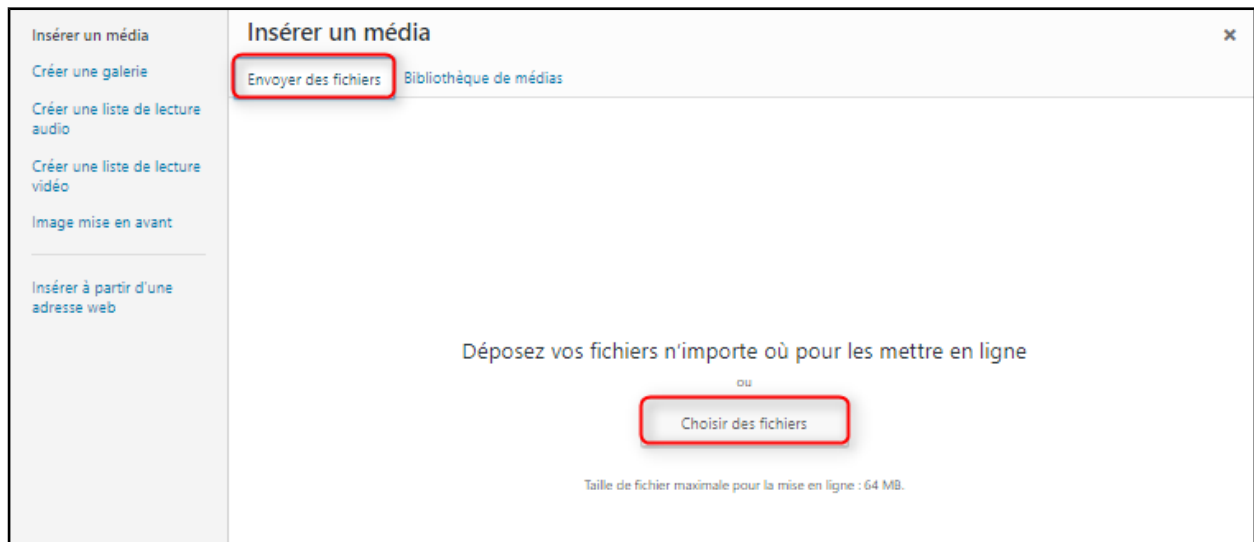 Insérer un média
Créer une galerie
Créer une liste de lecture
audio
Créer une liste de lecture
vidéo
Image mise en avant
Insérer à partir d'une
adresse web
Insérer un média
×
Envoyer des fichiers
Bibliothèque de médias
Déposez vos fichiers n'importe où pour les mettre en ligne
ou
Choisir des fichiers
Taille de fichier maximale pour la mise en ligne : 64 MB.